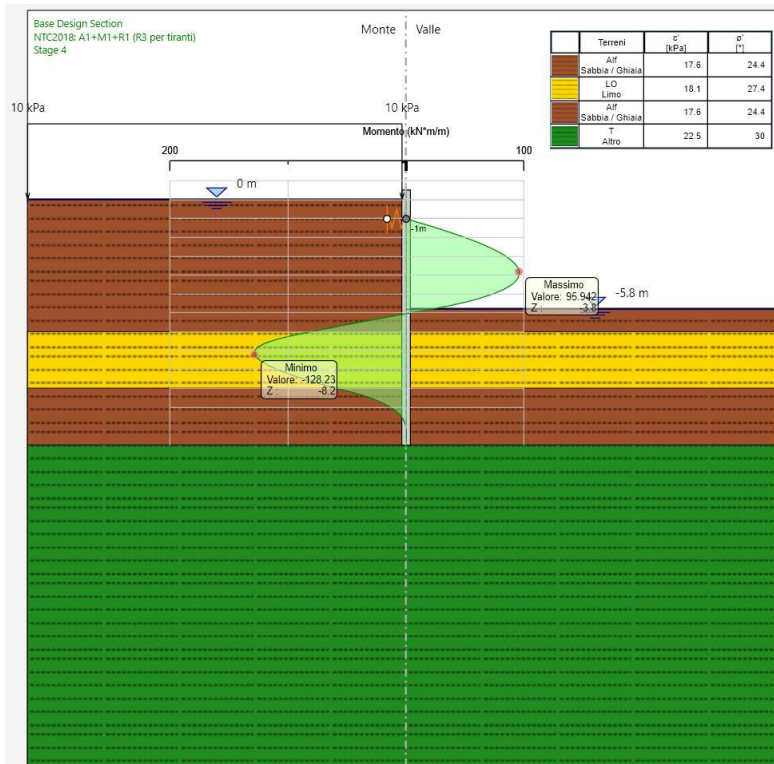 Base Design Section
NTC2018: A1+M1+R1 (R3 per tiranti)
Stage 4
Monte
Valle
Terreni c' [kPa] ø' [°]
Alf
Sabbia / Ghiaia 17.6 24.4
LO
Limo 18.1 27.4
Alf
Sabbia / Ghiaia 17.6 24.4
T
Altro 22.5 30
10 kPa
10 kPa
Momento (kN*m/m)
200
100
0 m
-1m
Massimo
Valore: 95.942
Z : -3.8
-5.8 m
Minimo
Valore: -128.23
Z : -8.2